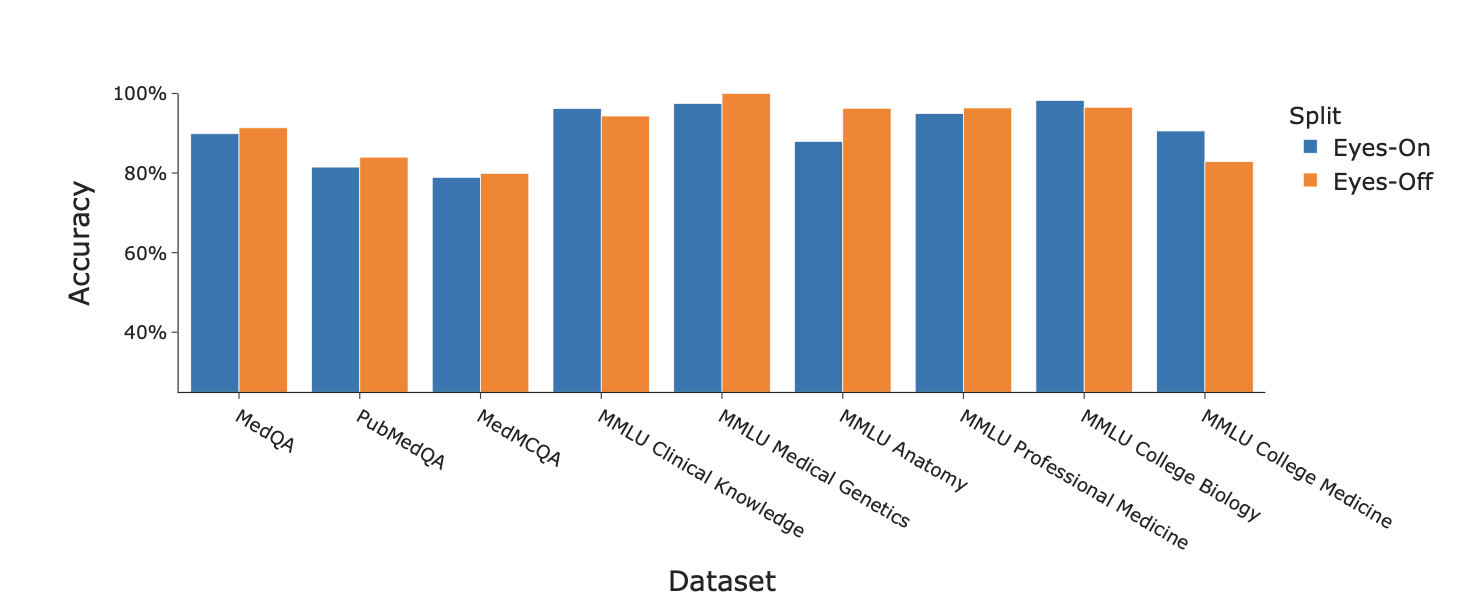 100%
80%
60%
40%
Accuracy
MedQA
PubMedQA
MedMCQA
MMLU Clinical Knowledge
MMLU Medical Genetics
MMLU Anatomy
MMLU Professional Medicine
MMLU College Biology
MMLU College Medicine
Dataset
Split
Eyes-On
Eyes-Off